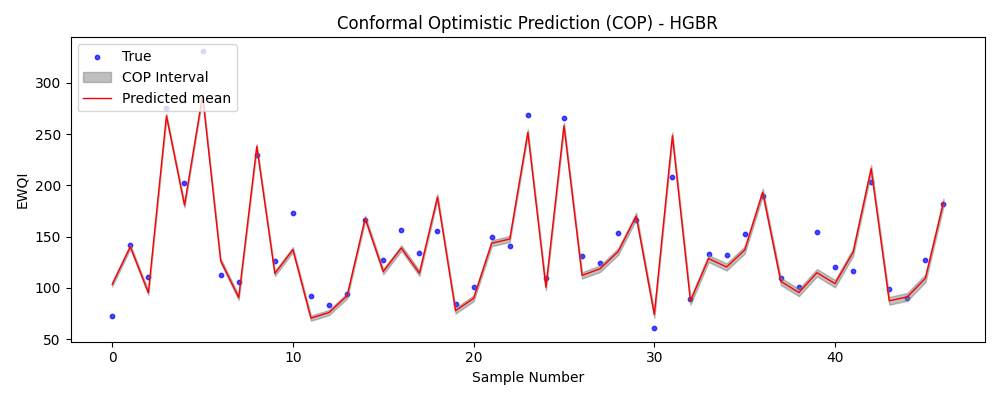 Conformal Optimistic Prediction (COP) - HGBR
True
COP Interval
Predicted mean
300
250
200
150
100
50
EWQI
0
10
20
30
40
Sample Number